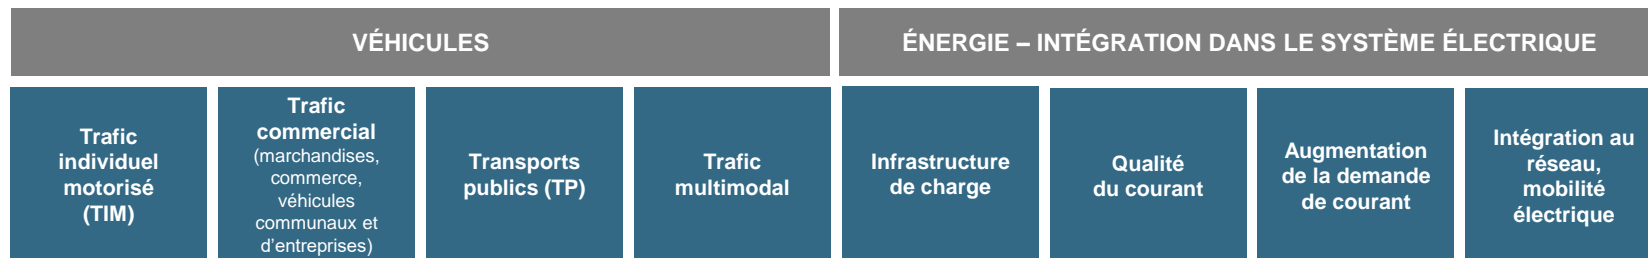 VÉHICULES
ÉNERGIE – INTÉGRATION DANS LE SYSTÈME ÉLECTRIQUE
Trafic
individuel
motorisé
(TIM)
Trafic
commercial
(marchandises,
commerce,
véhicules
communaux et
d'entreprises)
Transports
publics (TP)
Trafic
multimodal
Infrastructure
de charge
Qualité
du courant
Augmentation
de la demande
de courant
Intégration au
réseau,
mobilité
électrique